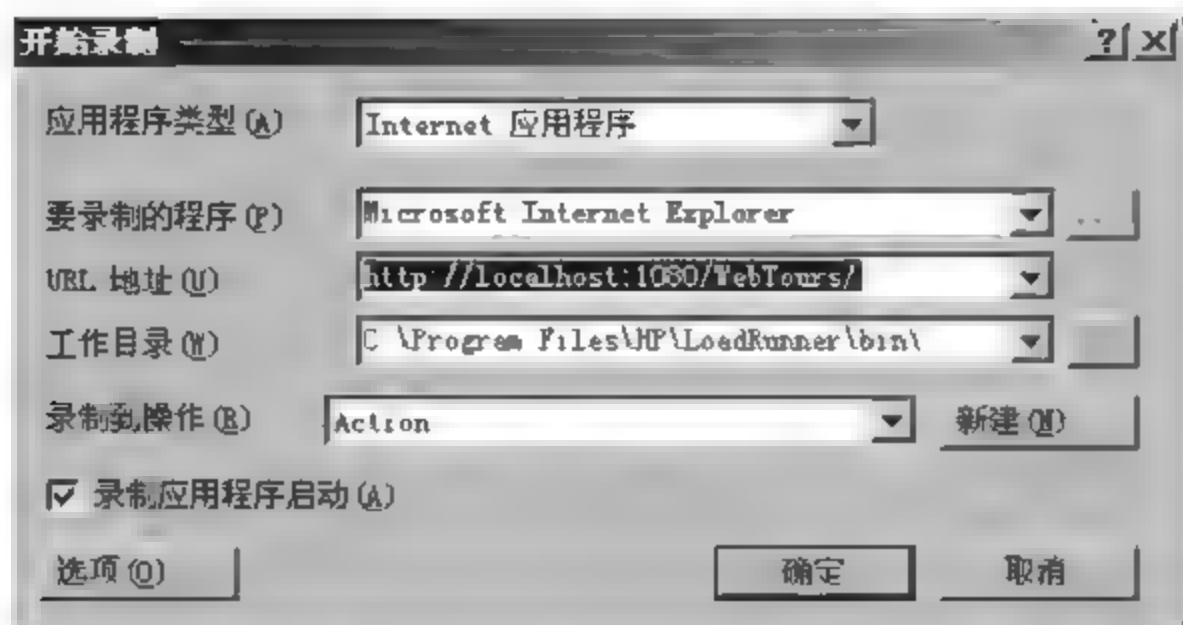 开始录制
应用程序类型(A) Internet 应用程序
要录制的程序(P) Microsoft Internet Explorer
URL 地址(U) http://localhost:1080/WebTours/
工作目录(W) C:\Program Files\HP\LoadRunner\bin\
录制到操作(R) Action 新建(N)
录制应用程序启动(A)
选项(O) 确定 取消